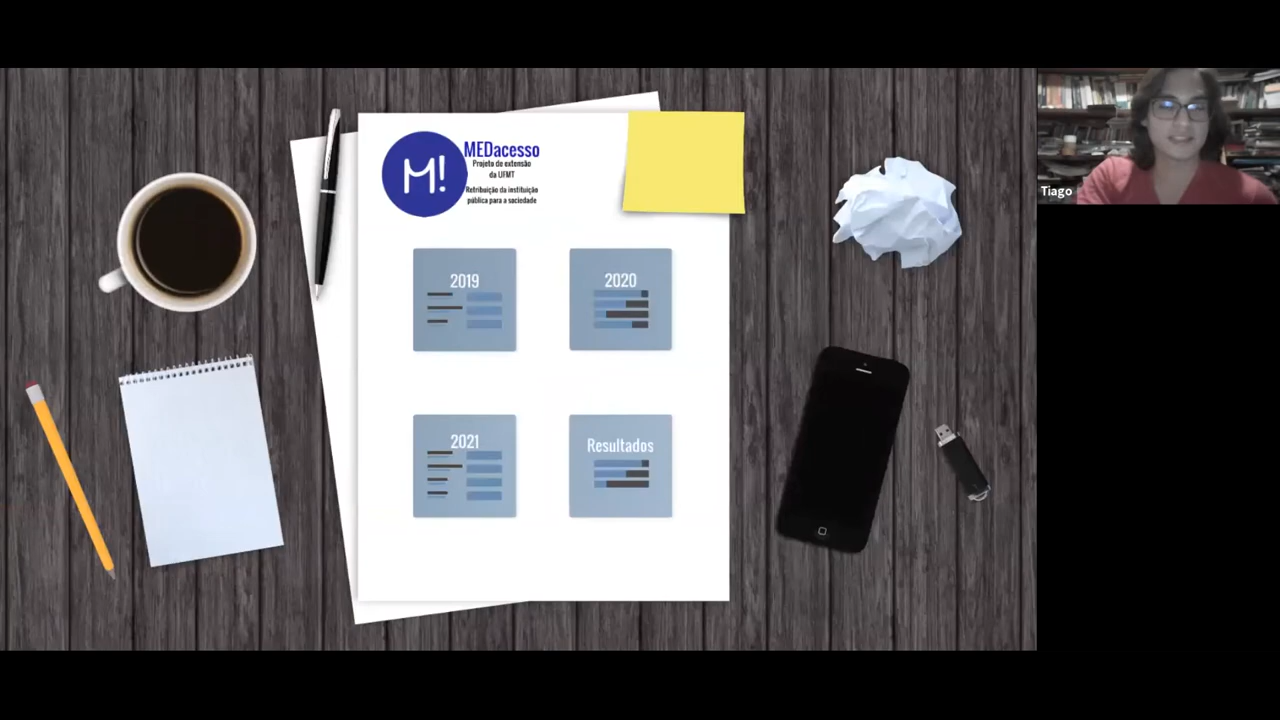 M!
MEDacesso
Projeto de extensão
da UFMT
Retribuição da instituição
pública para a sociedade
2019
2020
2021
Resultados
Tiago